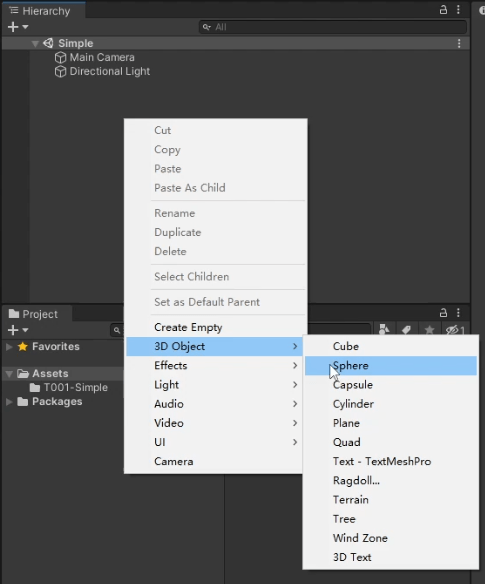 Hierarchy
All
Simple
Main Camera
Directional Light
Cut
Copy
Paste
Paste As Child
Rename
Duplicate
Delete
Select Children
Set as Default Parent
Create Empty
3D Object
Effects
Light
Audio
Video
UI
Camera
Project
1
Favorites
Assets
T001-Simple
Packages
Cube
Sphere
Capsule
Cylinder
Plane
Quad
Text - TextMeshPro
Ragdoll...
Terrain
Tree
Wind Zone
3D Text